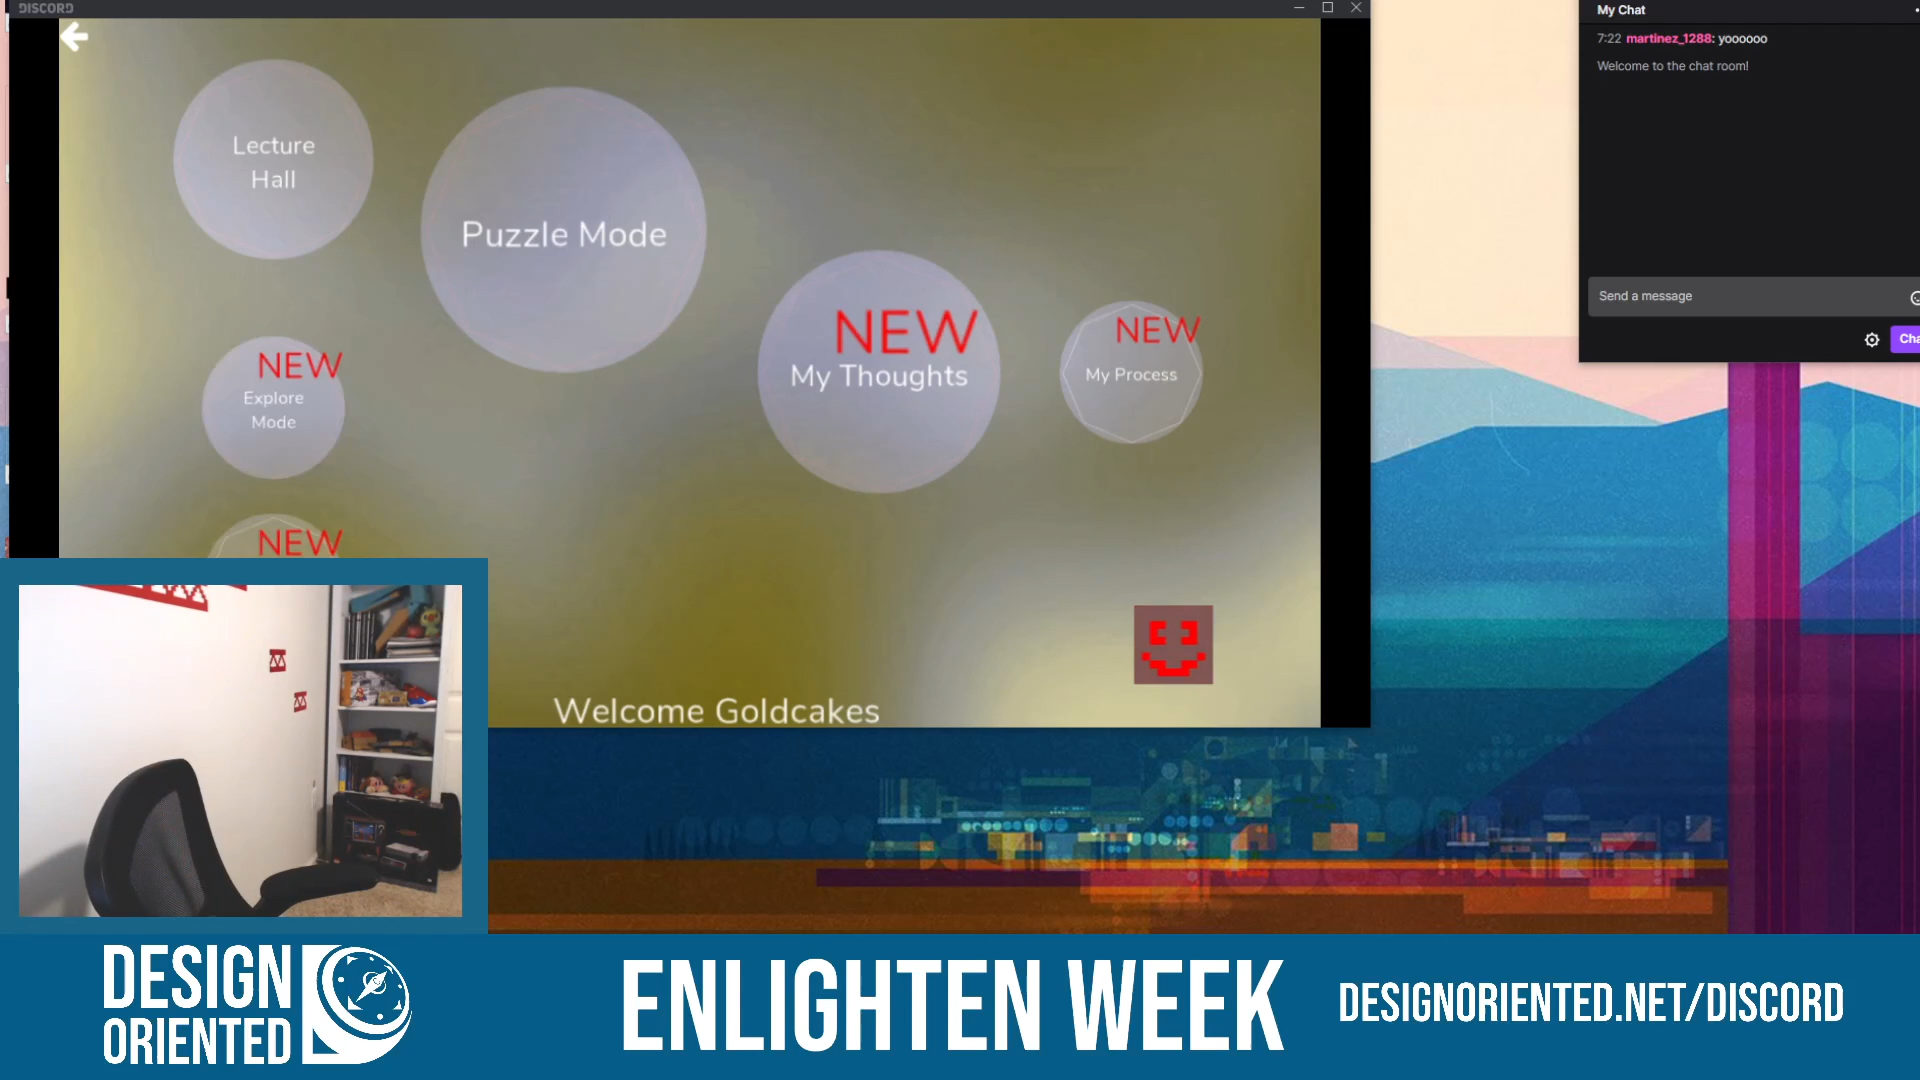 DISCORD
My Chat
7:22 martinez_1288: yoooooo
Welcome to the chat room!
Lecture
Hall
Puzzle Mode
NEW
My Thoughts
NEW
My Process
NEW
Explore
Mode
NEW
Send a message
Welcome Goldcakes
DESIGN
ORIENTED
ENLIGHTEN WEEK
DESIGNORIENTED.NET/DISCORD